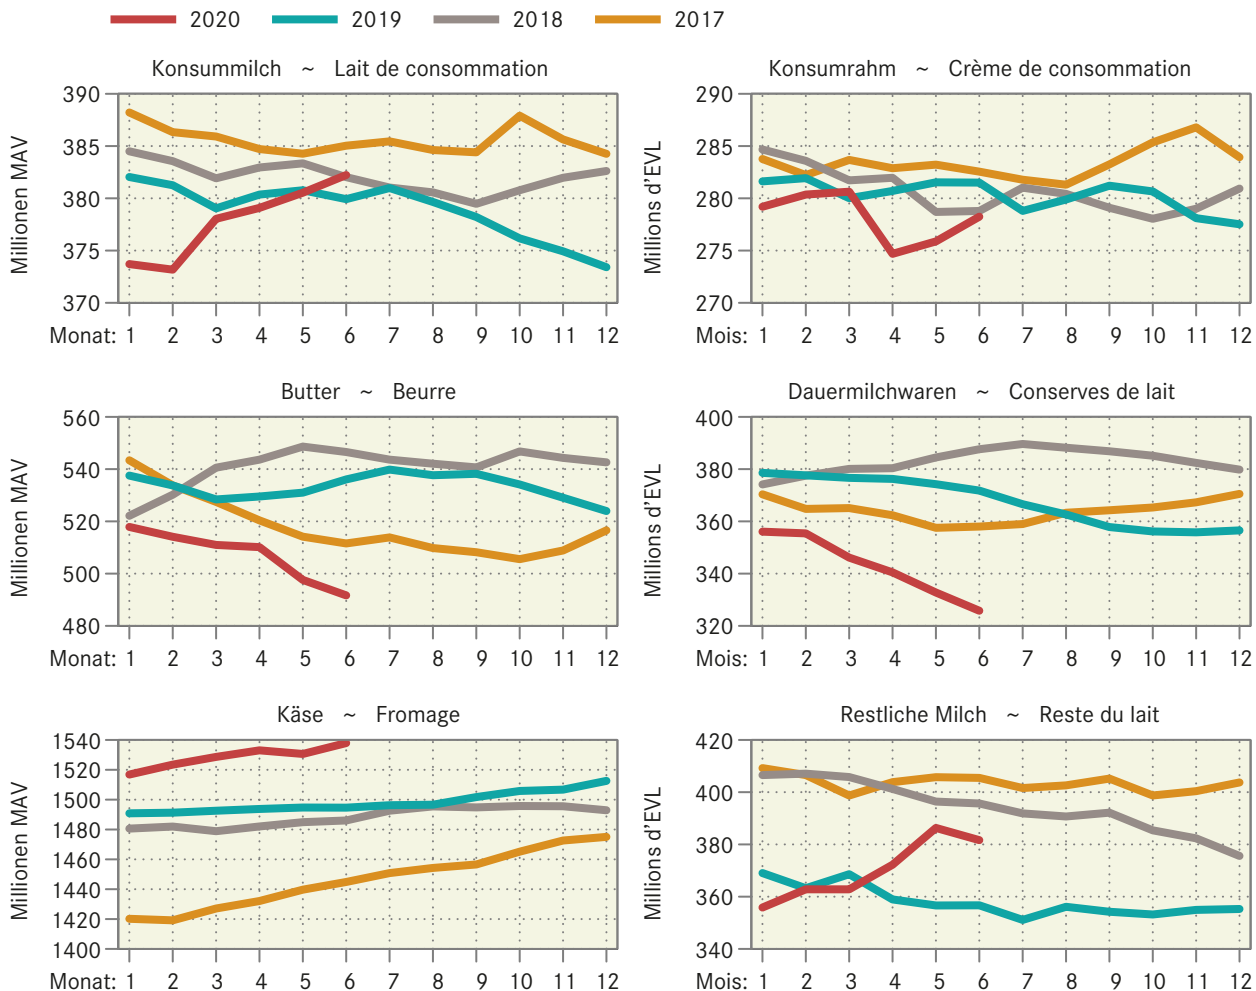 2020 2019 2018 2017
Konsummilch ~ Lait de consommation
Millionen MAV
390
385
380
375
370
Monat: 1 2 3 4 5 6 7 8 9 10 11 12
Konsumrahm ~ Crème de consommation
Millions d’EVL
290
285
280
275
270
Mois: 1 2 3 4 5 6 7 8 9 10 11 12
Butter ~ Beurre
Millionen MAV
560
540
520
500
480
Monat: 1 2 3 4 5 6 7 8 9 10 11 12
Dauermilchwaren ~ Conserves de lait
Millions d’EVL
400
380
360
340
320
Mois: 1 2 3 4 5 6 7 8 9 10 11 12
Käse ~ Fromage
Millionen MAV
1540
1520
1500
1480
1460
1440
1420
1400
Monat: 1 2 3 4 5 6 7 8 9 10 11 12
Restliche Milch ~ Reste du lait
Millions d’EVL
420
400
380
360
340
Mois: 1 2 3 4 5 6 7 8 9 10 11 12